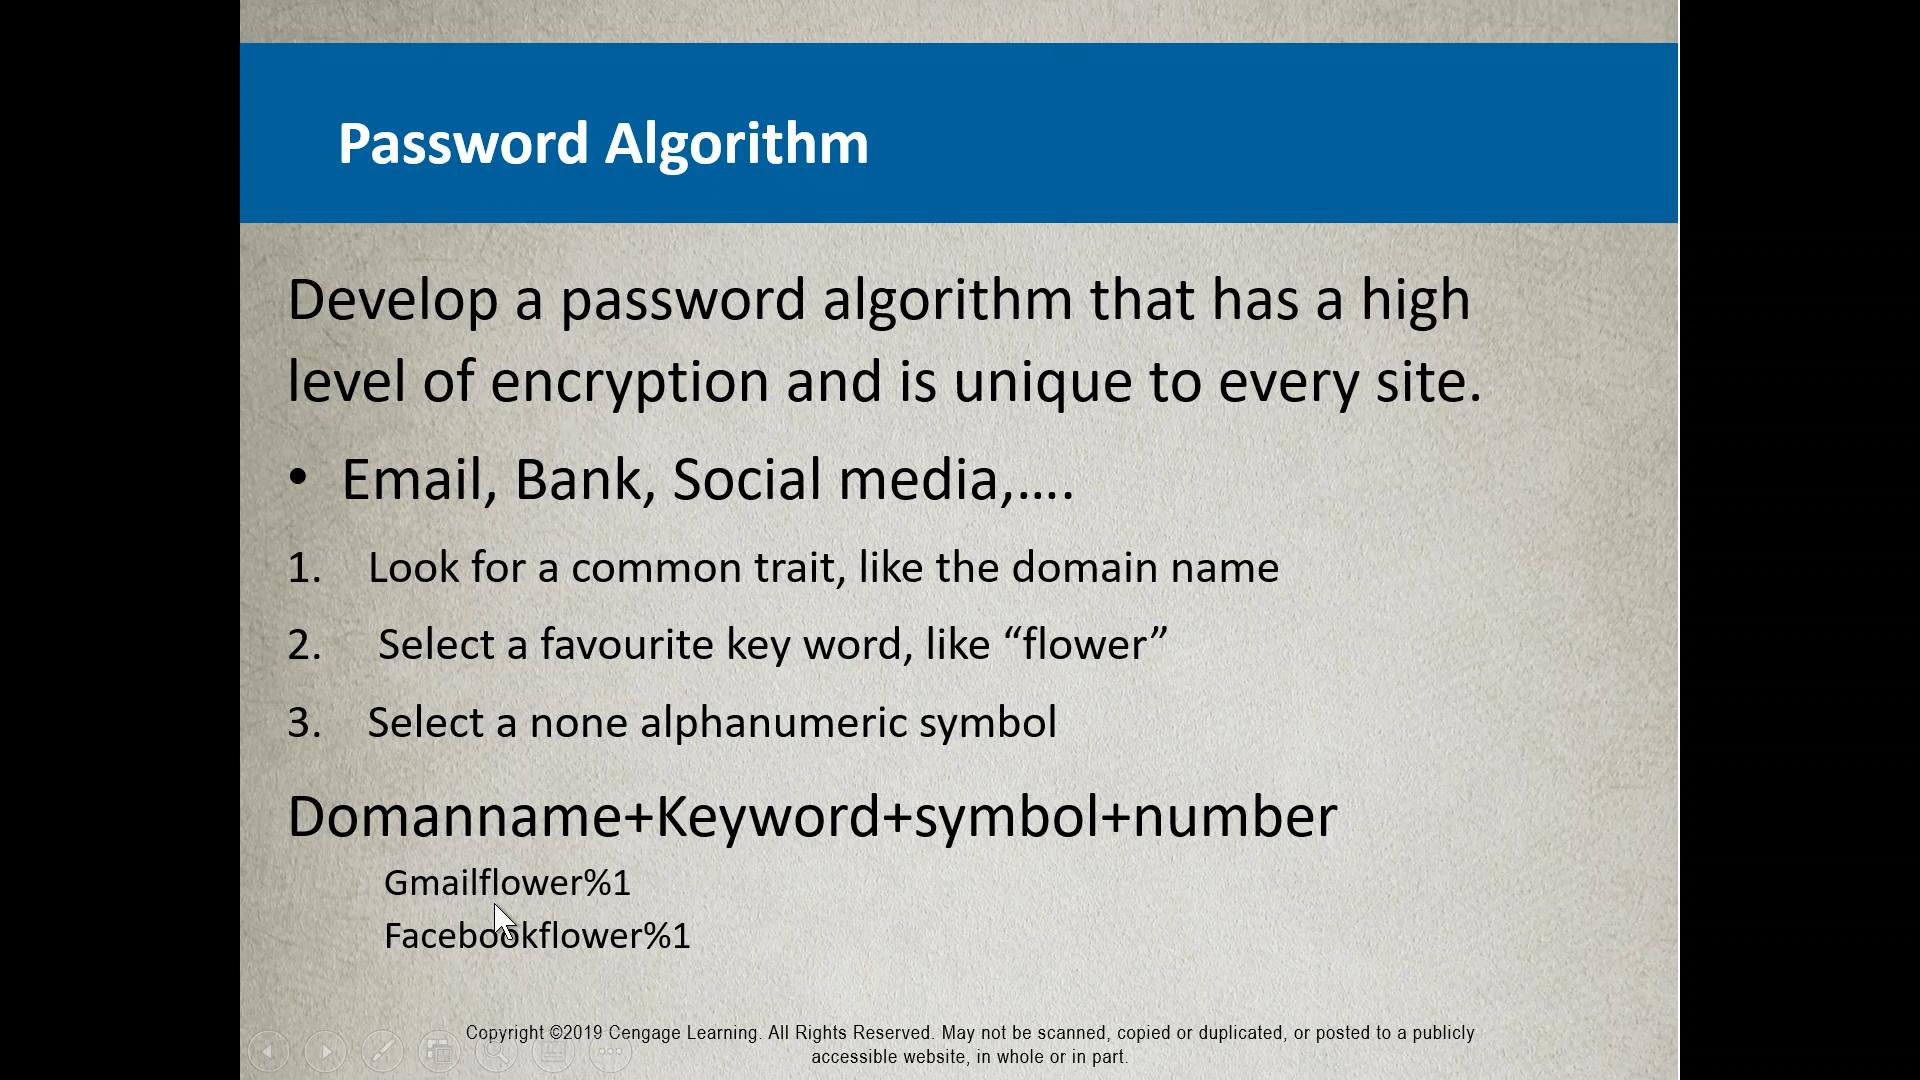 Password Algorithm
Develop a password algorithm that has a high
level of encryption and is unique to every site.
• Email, Bank, Social media,....
1. Look for a common trait, like the domain name
2. Select a favourite key word, like “flower”
3. Select a none alphanumeric symbol
Domanname+Keyword+symbol+number
Gmailflower%1
Facebookflower%1
Copyright ©2019 Cengage Learning. All Rights Reserved. May not be scanned, copied or duplicated, or posted to a publicly
accessible website, in whole or in part.